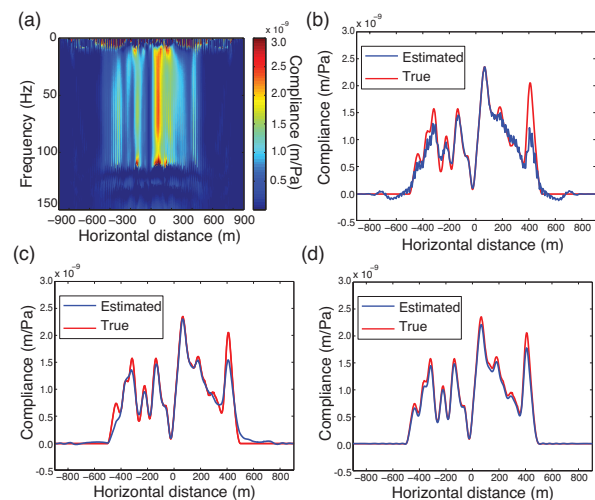 (a)
0
50
100
150
Frequency (Hz)
−900 −600 −300 0 300 600 900
Horizontal distance (m)
×10⁻⁹
3.0
2.5
2.0
1.5
1.0
0.5
Compliance (m/Pa)
(b)
3.0 ×10⁻⁹
2.5
2.0
1.5
1.0
0.5
0.0
0.5
Compliance (m/Pa)
Estimated
True
−800 −600 −400 −200 0 200 400 600 800
Horizontal distance (m)
(c)
3.0 ×10⁻⁹
2.5
2.0
1.5
1.0
0.5
0.0
−0.5
Compliance (m/Pa)
Estimated
True
−800 −600 −400 −200 0 200 400 600 800
Horizontal distance (m)
(d)
3.0 ×10⁻⁹
2.5
2.0
1.5
1.0
0.5
0.0
−0.5
Compliance (m/Pa)
Estimated
True
−800 −600 −400 −200 0 200 400 600 800
Horizontal distance (m)